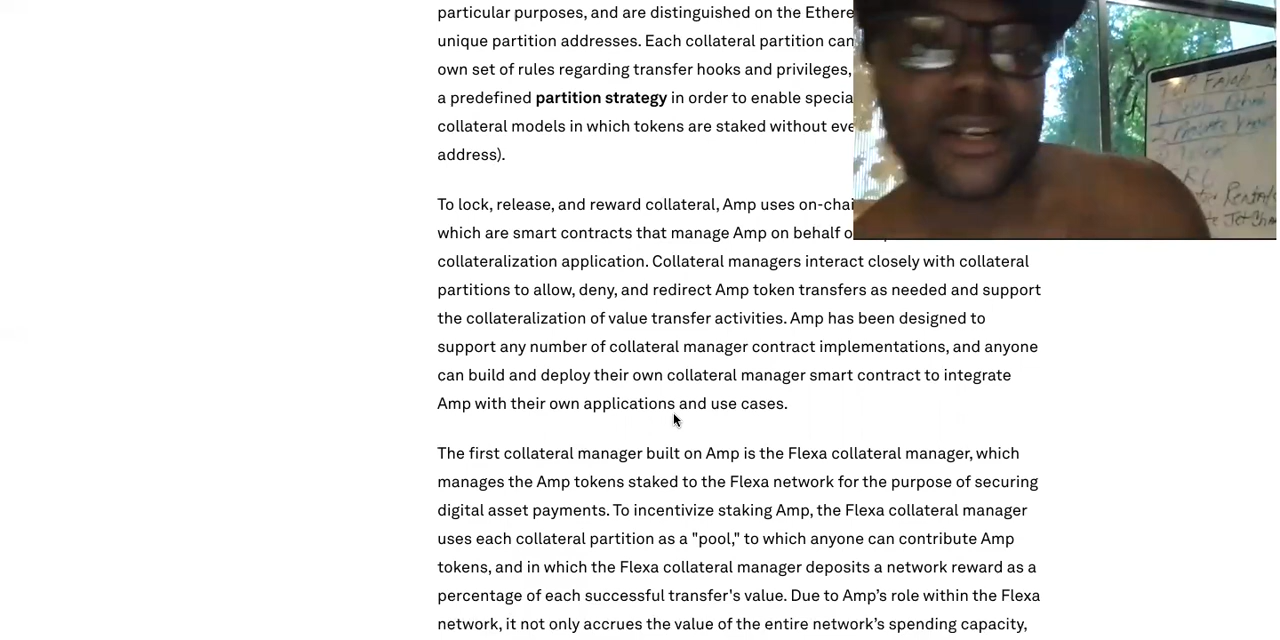 particular purposes, and are distinguished on the Ethere
unique partition addresses. Each collateral partition can
own set of rules regarding transfer hooks and privileges,
a predefined partition strategy in order to enable specia
collateral models in which tokens are staked without eve
address).
To lock, release, and reward collateral, Amp uses on-chai
which are smart contracts that manage Amp on behalf o
collateralization application. Collateral managers interact closely with collateral
partitions to allow, deny, and redirect Amp token transfers as needed and support
the collateralization of value transfer activities. Amp has been designed to
support any number of collateral manager contract implementations, and anyone
can build and deploy their own collateral manager smart contract to integrate
Amp with their own applications and use cases.
The first collateral manager built on Amp is the Flexa collateral manager, which
manages the Amp tokens staked to the Flexa network for the purpose of securing
digital asset payments. To incentivize staking Amp, the Flexa collateral manager
uses each collateral partition as a "pool," to which anyone can contribute Amp
tokens, and in which the Flexa collateral manager deposits a network reward as a
percentage of each successful transfer's value. Due to Amp’s role within the Flexa
network, it not only accrues the value of the entire network’s spending capacity,